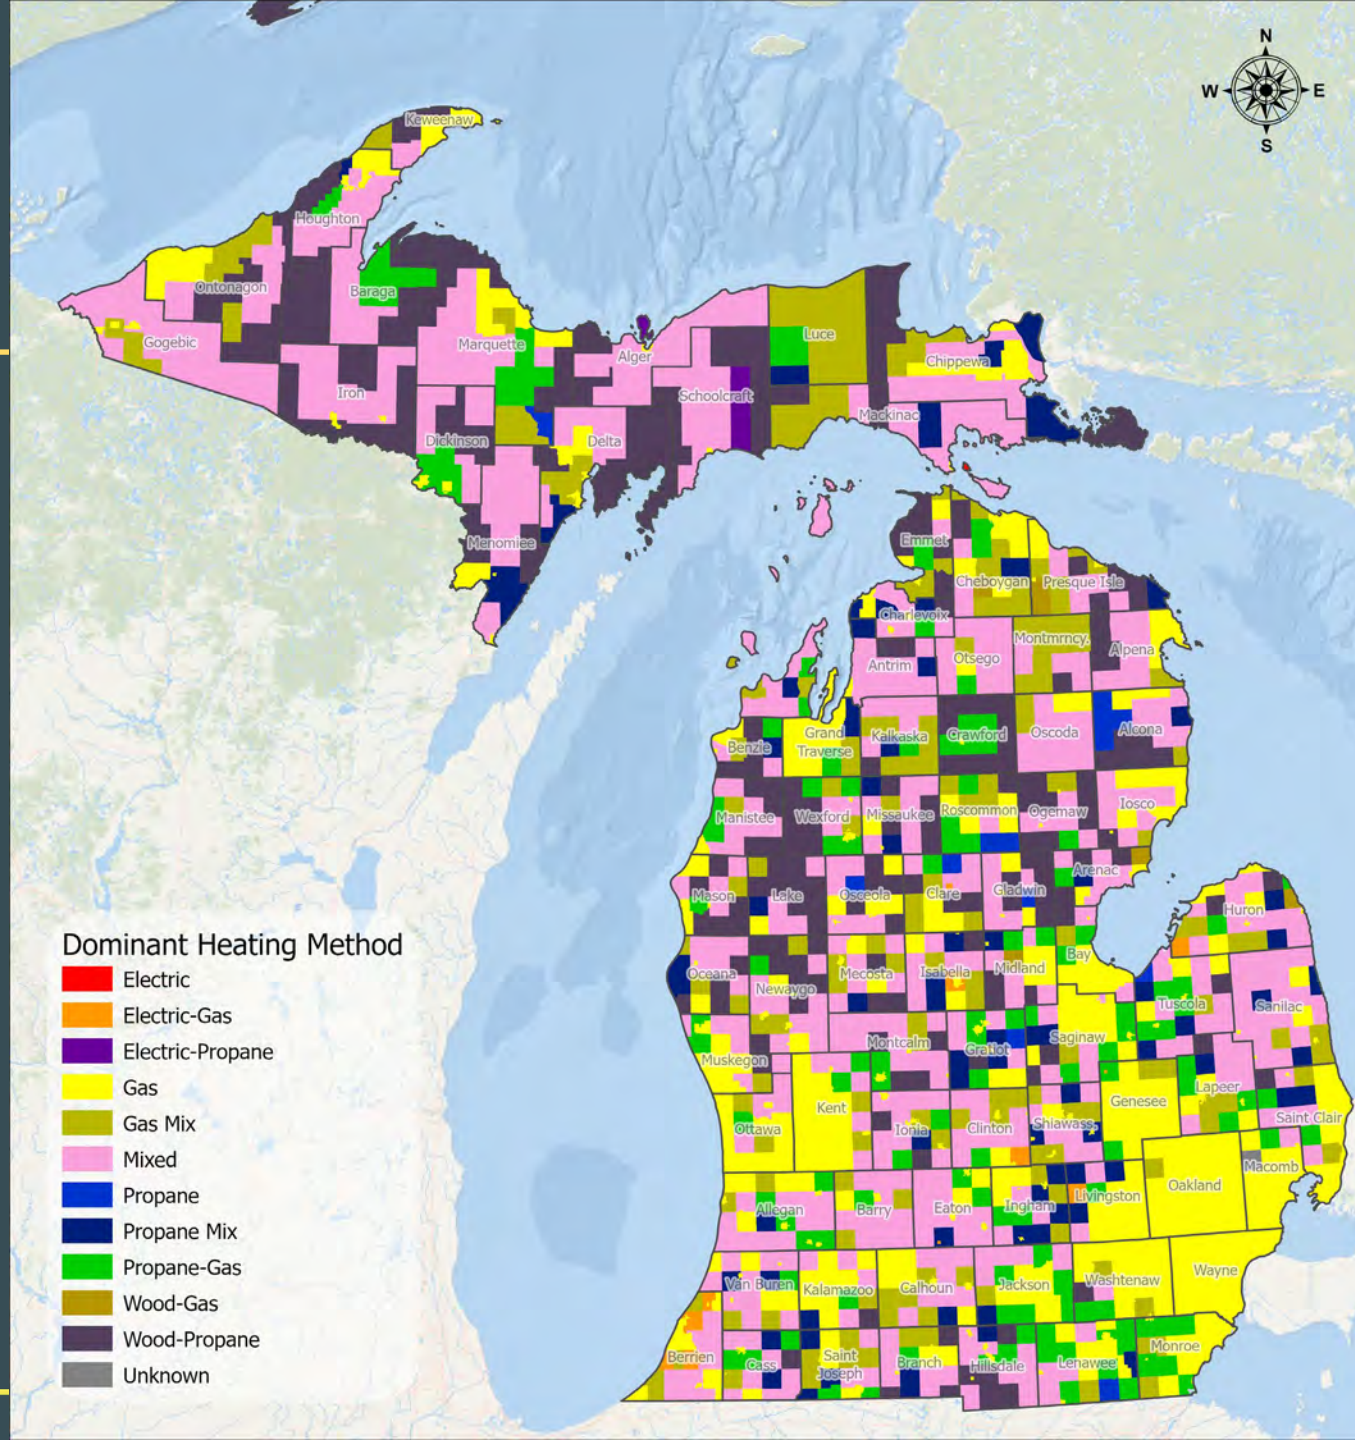 N
W E
S
Keweenaw
Houghton
Ontonagon
Baraga
Gogebic
Marquette
Alger
Luce
Chippewa
Iron
Schoolcraft
Mackinac
Dickinson
Delta
Menomiee
Emmet
Cheboygan
Presque Isle
Charlevoix
Montmrncy.
Antrim
Otsego
Alpena
Benzie
Grand
Traverse
Kalkaska
Crawford
Oscoda
Alcona
Manistee
Wexford
Missaukee
Roscommon
Ogemaw
Iosco
Mason
Lake
Osceola
Clare
Gladwin
Arenac
Huron
Oceana
Newaygo
Mecosta
Isabella
Midland
Bay
Tuscola
Sanilac
Muskegon
Montcalm
Gratiot
Saginaw
Ottawa
Kent
Ionia
Clinton
Shiawass.
Genesee
Lapeer
Saint Clair
Allegan
Barry
Eaton
Ingham
Livingston
Oakland
Macomb
Van Buren
Kalamazoo
Calhoun
Jackson
Washtenaw
Wayne
Berrien
Cass
Saint
Joseph
Branch
Hillsdale
Lenawee
Monroe
Dominant Heating Method
Electric
Electric-Gas
Electric-Propane
Gas
Gas Mix
Mixed
Propane
Propane Mix
Propane-Gas
Wood-Gas
Wood-Propane
Unknown